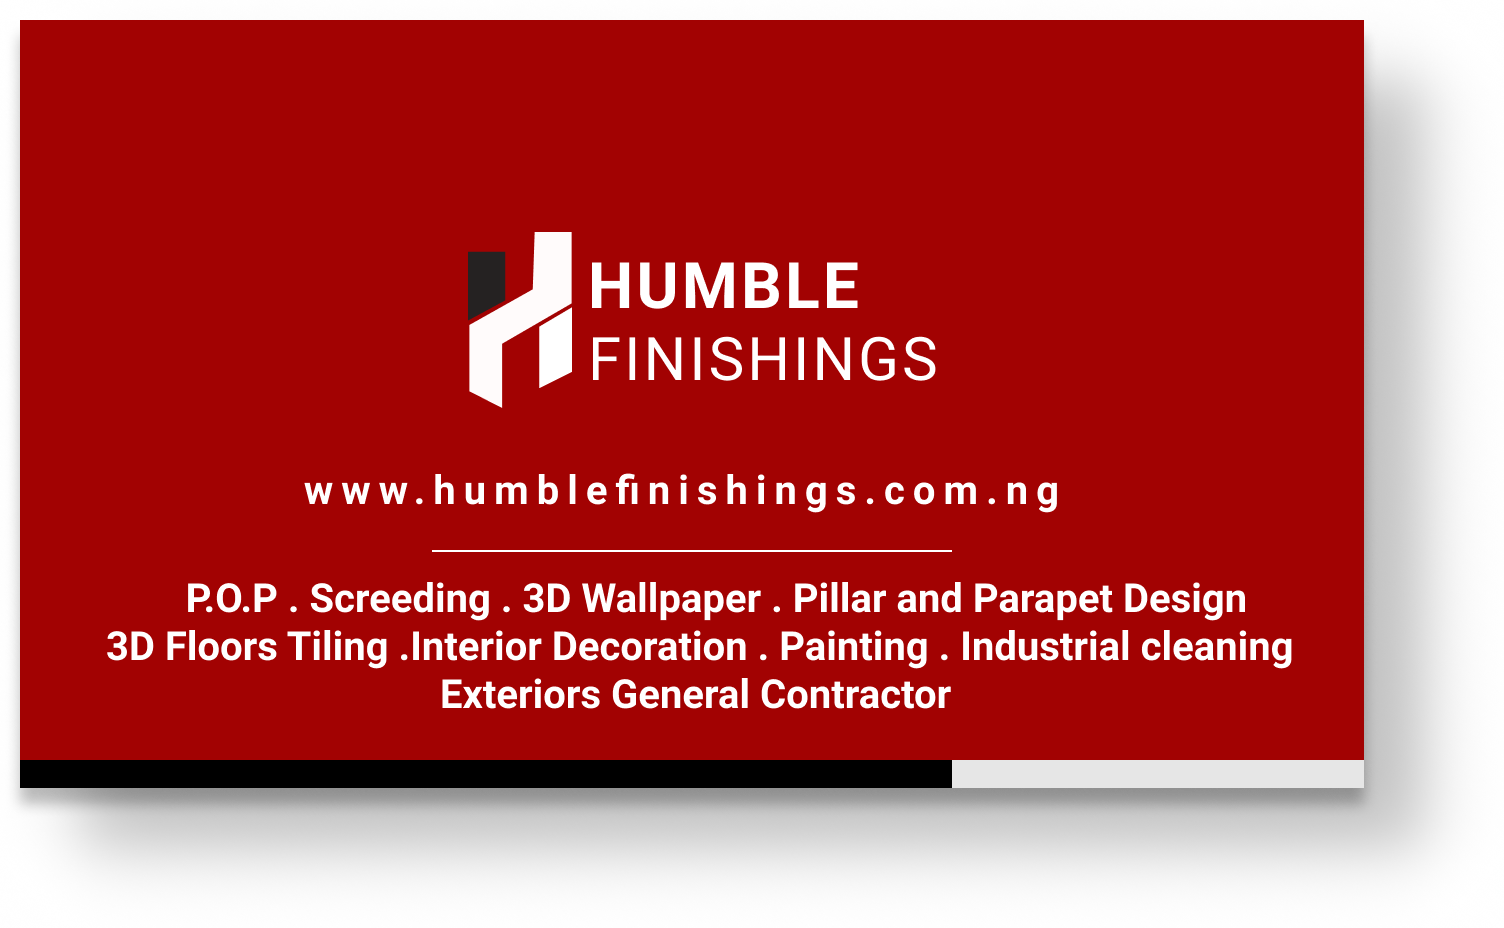 HUMBLE
FINISHINGS
www.humblefinishings.com.ng
P.O.P . Screeding . 3D Wallpaper . Pillar and Parapet Design
3D Floors Tiling .Interior Decoration . Painting . Industrial cleaning
Exteriors General Contractor